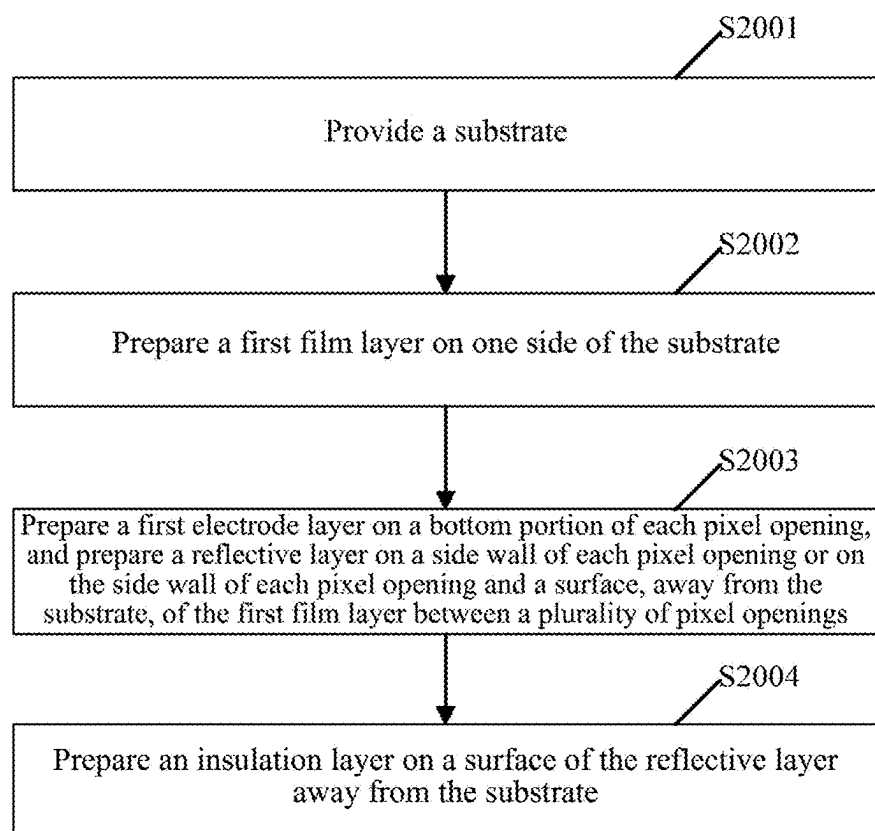 S2001
Provide a substrate
S2002
Prepare a first film layer on one side of the substrate
S2003
Prepare a first electrode layer on a bottom portion of each pixel opening,
and prepare a reflective layer on a side wall of each pixel opening or on
the side wall of each pixel opening and a surface, away from the
substrate, of the first film layer between a plurality of pixel openings
S2004
Prepare an insulation layer on a surface of the reflective layer
away from the substrate